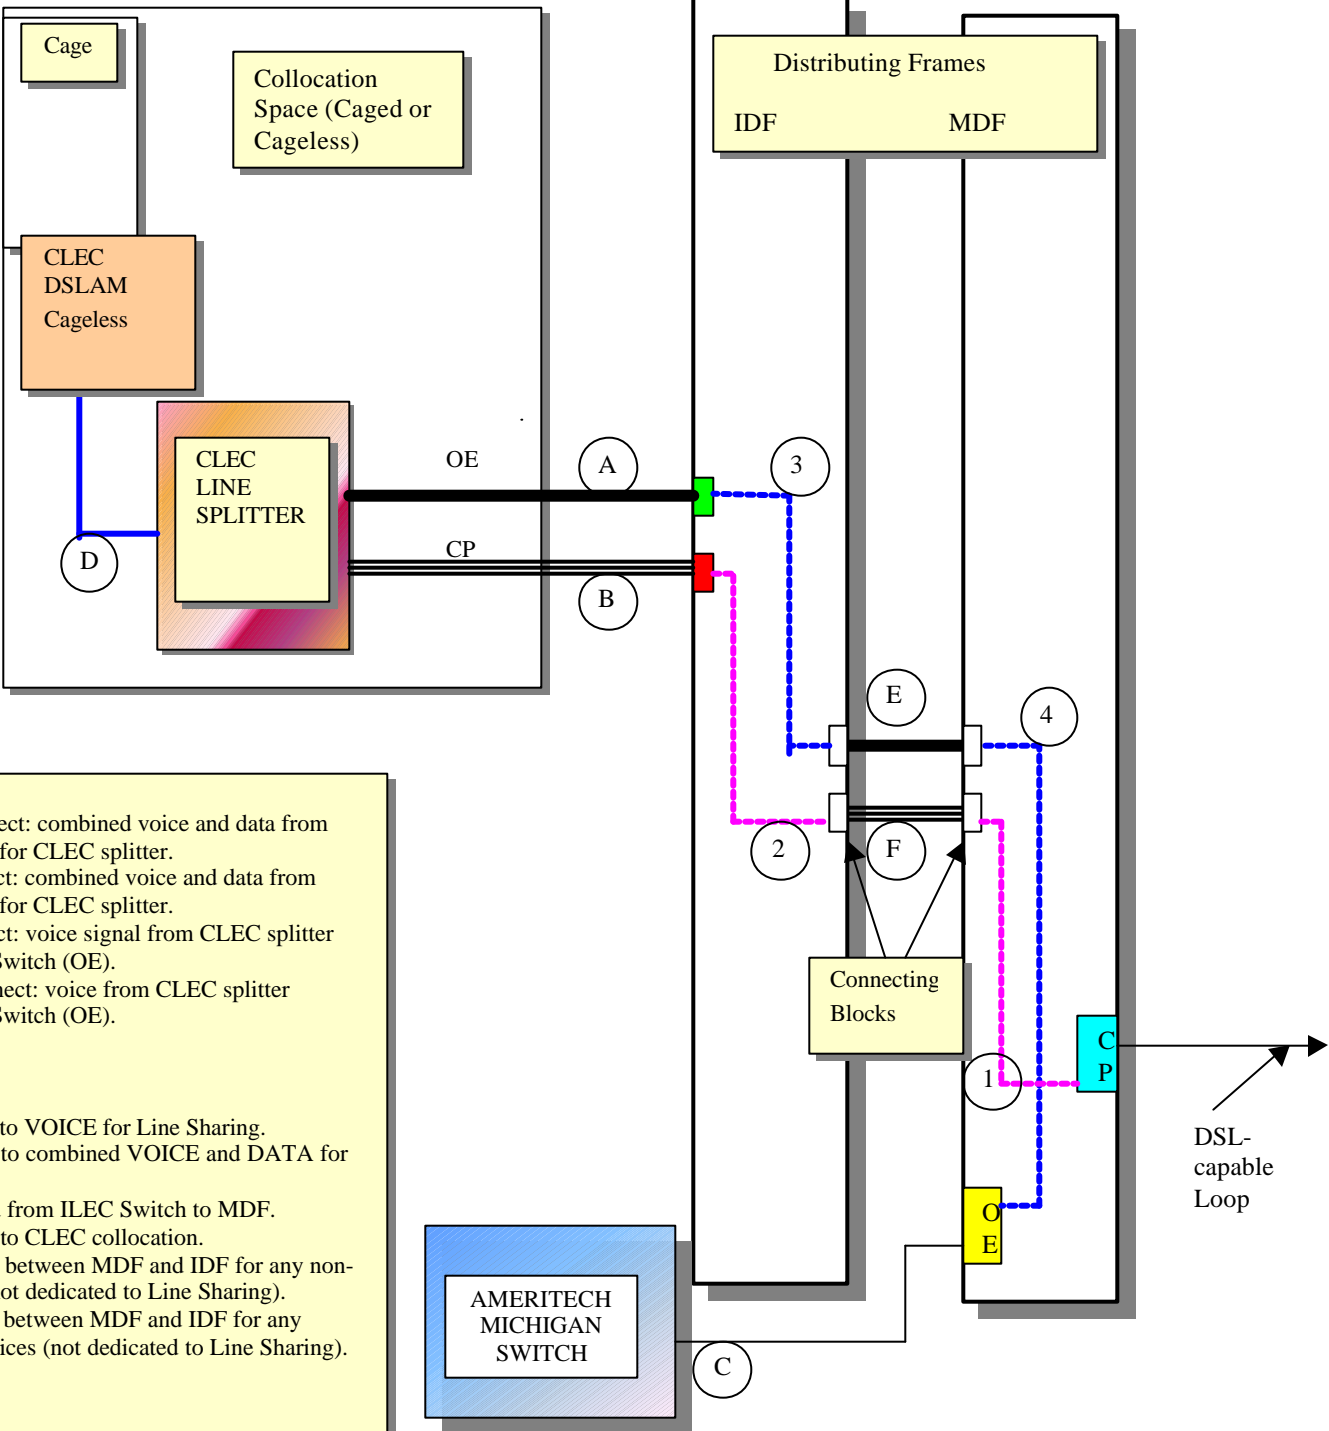 Cage
Collocation
Space (Caged or
Cageless)
Distributing Frames
IDF MDF
CLEC
DSLAM
Cageless
CLEC
LINE
SPLITTER
OE
A
3
CP
D
B
E
4
2
F
Connecting
Blocks
1
C
P
DSL-
capable
Loop
O
E
AMERITECH
MICHIGAN
SWITCH
C
ect: combined voice and data from
for CLEC splitter.
ct: combined voice and data from
for CLEC splitter.
ct: voice signal from CLEC splitter
Switch (OE).
nect: voice from CLEC splitter
Switch (OE).
to VOICE for Line Sharing.
to combined VOICE and DATA for
from ILEC Switch to MDF.
to CLEC collocation.
between MDF and IDF for any non-
ot dedicated to Line Sharing).
between MDF and IDF for any
ices (not dedicated to Line Sharing).